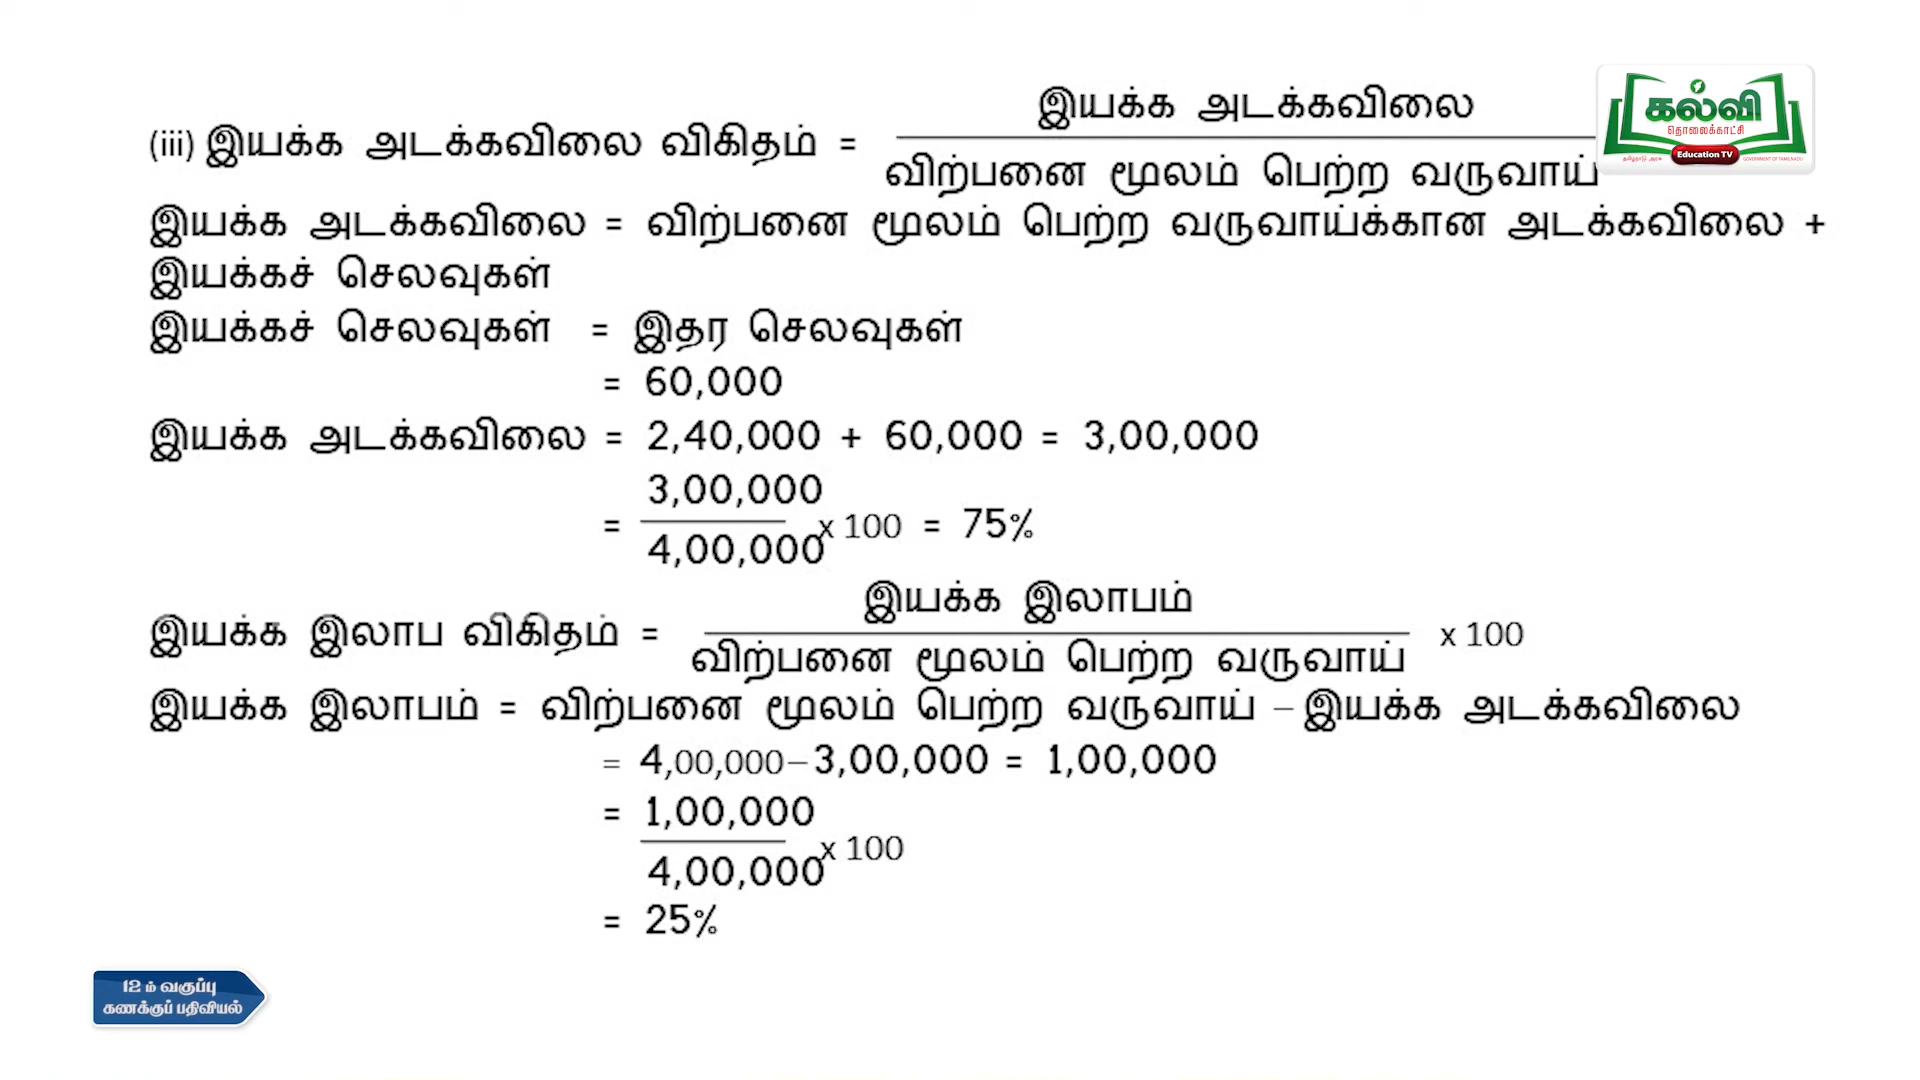 இயக்க அடக்கவிலை
(iii) இயக்க அடக்கவிலை விகிதம் =
விற்பனை மூலம் பெற்ற வருவாய்
இயக்க அடக்கவிலை = விற்பனை மூலம் பெற்ற வருவாய்க்கான அடக்கவிலை +
இயக்கச் செலவுகள்
இயக்கச் செலவுகள் = இதர செலவுகள்
= 60,000
இயக்க அடக்கவிலை = 2,40,000 + 60,000 = 3,00,000
3,00,000
= x 100 = 75%
4,00,000
இயக்க இலாபம்
இயக்க இலாப விகிதம் = x 100
விற்பனை மூலம் பெற்ற வருவாய்
இயக்க இலாபம் = விற்பனை மூலம் பெற்ற வருவாய் – இயக்க அடக்கவிலை
= 4,00,000–3,00,000 = 1,00,000
= 1,00,000
x 100
4,00,000
= 25%
கல்வி
தொலைக்காட்சி
தமிழ்நாடு அரசு Education TV GOVERNMENT OF TAMILNADU
12 ம் வகுப்பு
கணக்குப் பதிவியல்